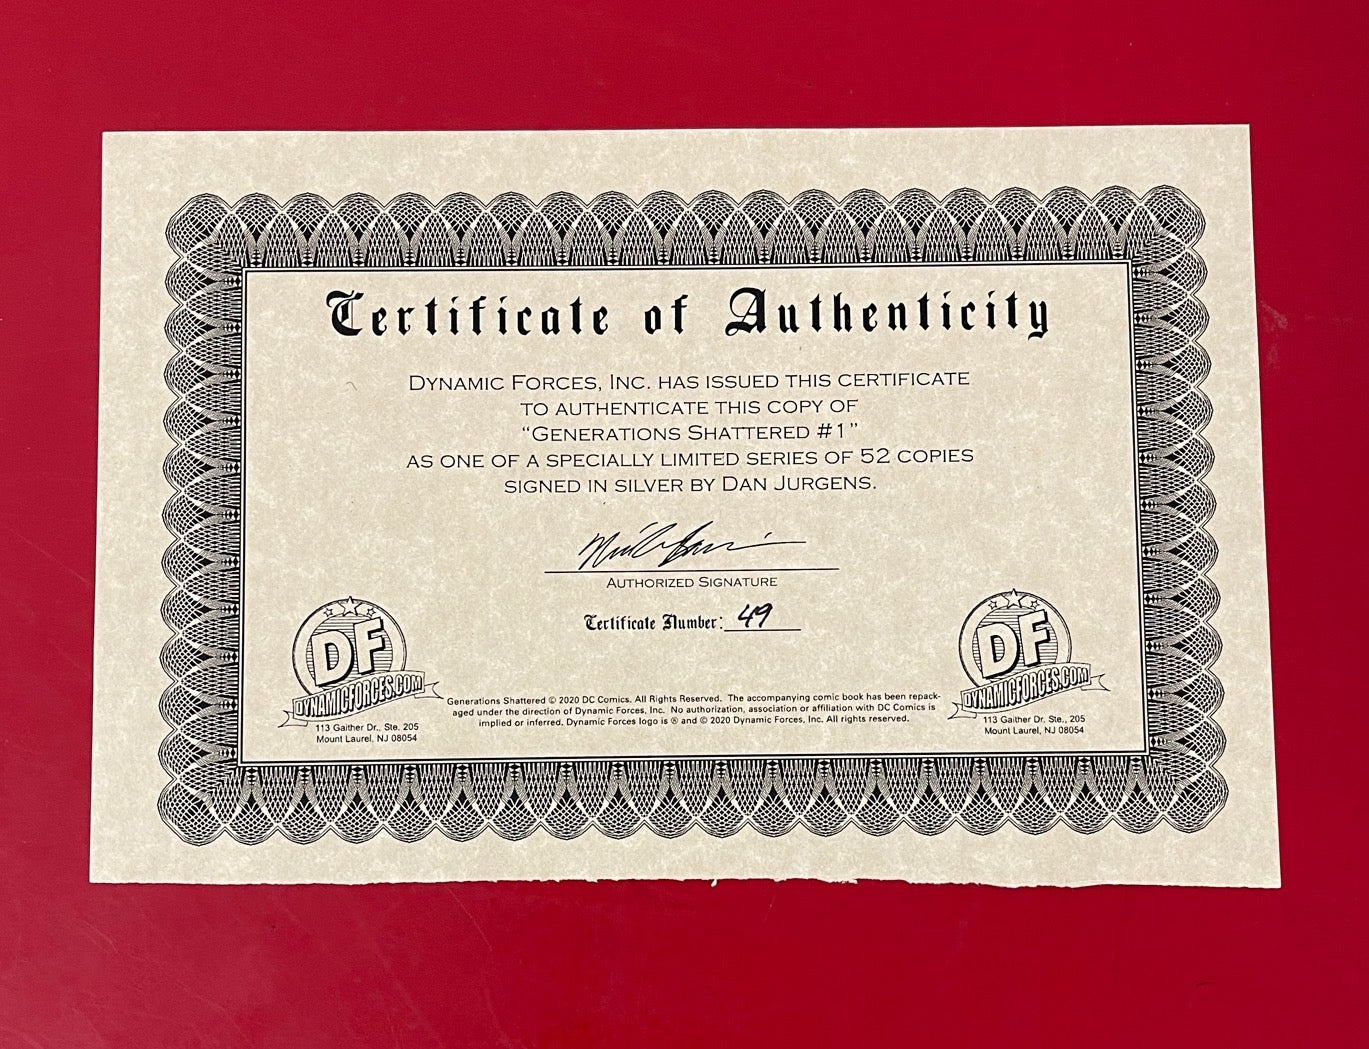 Certificate of Authenticity
DYNAMIC FORCES, INC. HAS ISSUED THIS CERTIFICATE
TO AUTHENTICATE THIS COPY OF
“GENERATIONS SHATTERED #1”
AS ONE OF A SPECIALLY LIMITED SERIES OF 52 COPIES
SIGNED IN SILVER BY DAN JURGENS.
AUTHORIZED SIGNATURE
Certificate Number: 49
DF
DYNAMICFORCES.COM
113 Gaither Dr., Ste. 205
Mount Laurel, NJ 08054
Generations Shattered © 2020 DC Comics. All Rights Reserved. The accompanying comic book has been repack-
aged under the direction of Dynamic Forces, Inc. No authorization, association or affiliation with DC Comics is
implied or inferred. Dynamic Forces logo is ® and © 2020 Dynamic Forces, Inc. All rights reserved.
DF
DYNAMICFORCES.COM
113 Gaither Dr. Ste., 205
Mount Laurel, NJ 08054